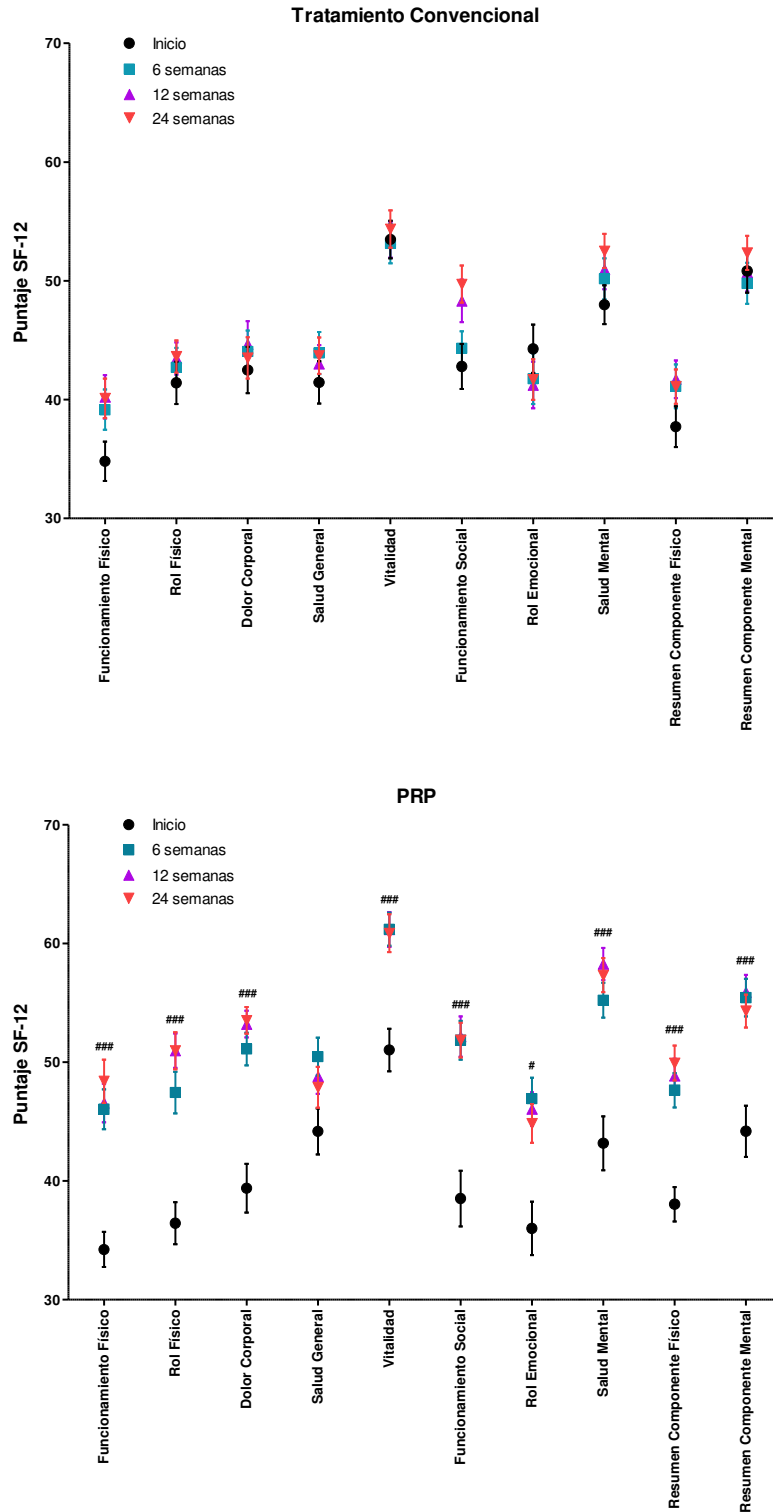 Tratamiento Convencional
70
60
50
40
30
Puntaje SF-12
Inicio
6 semanas
12 semanas
24 semanas
Funcionamiento Físico
Rol Físico
Dolor Corporal
Salud General
Vitalidad
Funcionamiento Social
Rol Emocional
Salud Mental
Resumen Componente Físico
Resumen Componente Mental
PRP
70
60
50
40
30
Puntaje SF-12
Inicio
6 semanas
12 semanas
24 semanas
###
###
###
###
###
#
###
###
###
Funcionamiento Físico
Rol Físico
Dolor Corporal
Salud General
Vitalidad
Funcionamiento Social
Rol Emocional
Salud Mental
Resumen Componente Físico
Resumen Componente Mental